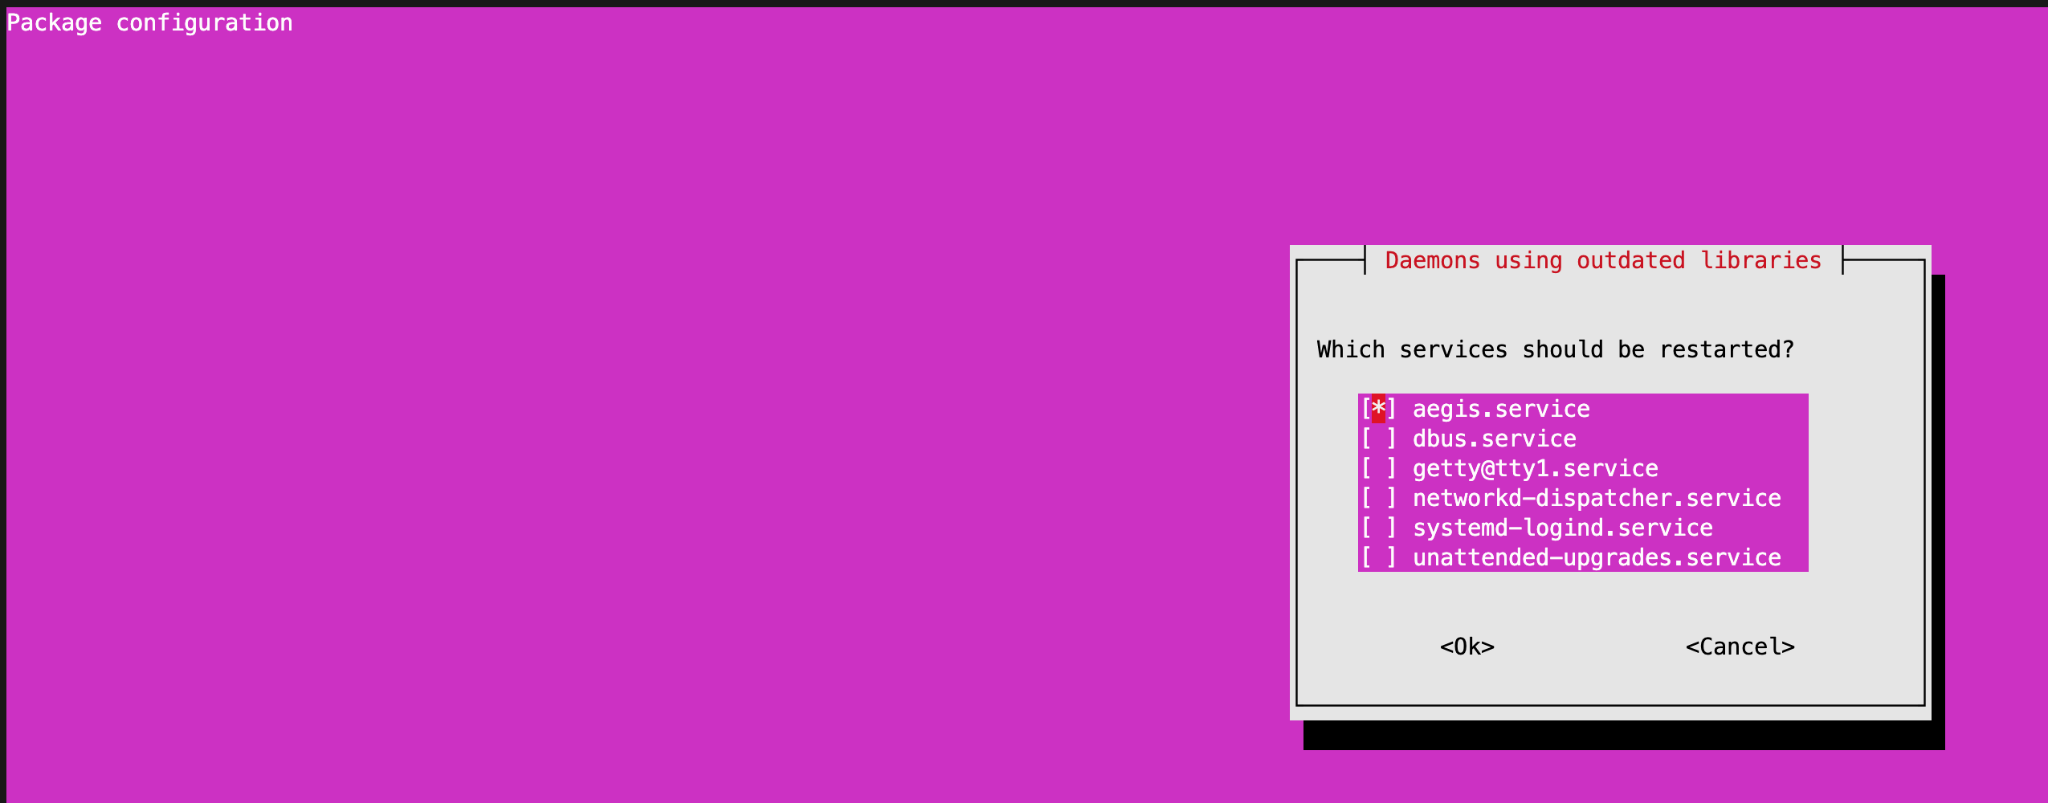 Package configuration
Daemons using outdated libraries
Which services should be restarted?
[*] aegis.service
[ ] dbus.service
[ ] getty@tty1.service
[ ] networkd-dispatcher.service
[ ] systemd-logind.service
[ ] unattended-upgrades.service
<Ok> <Cancel>